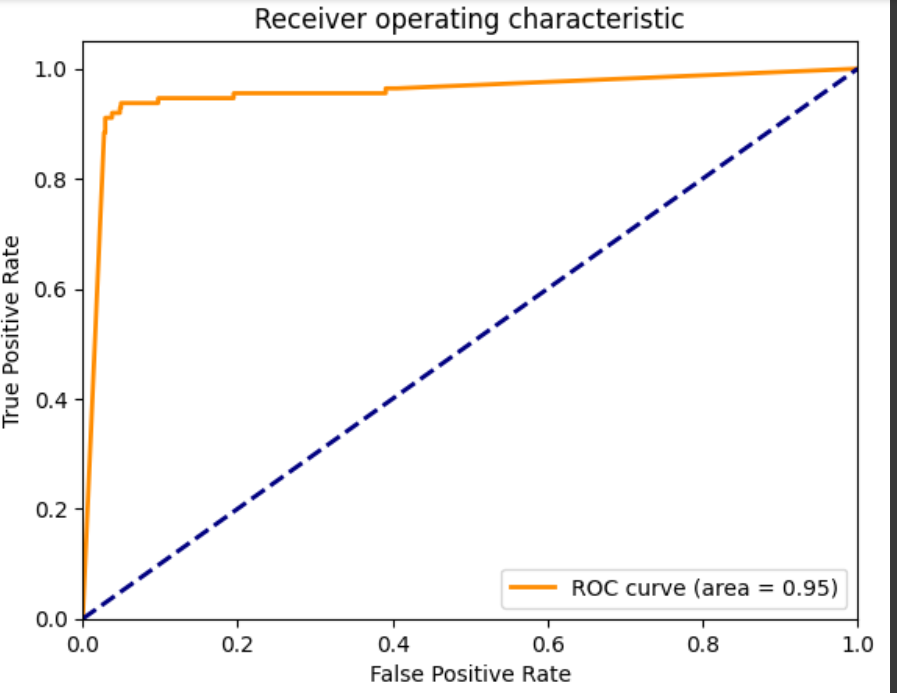 Receiver operating characteristic
1.0
0.8
0.6
0.4
0.2
0.0
True Positive Rate
ROC curve (area = 0.95)
0.0 0.2 0.4 0.6 0.8 1.0
False Positive Rate